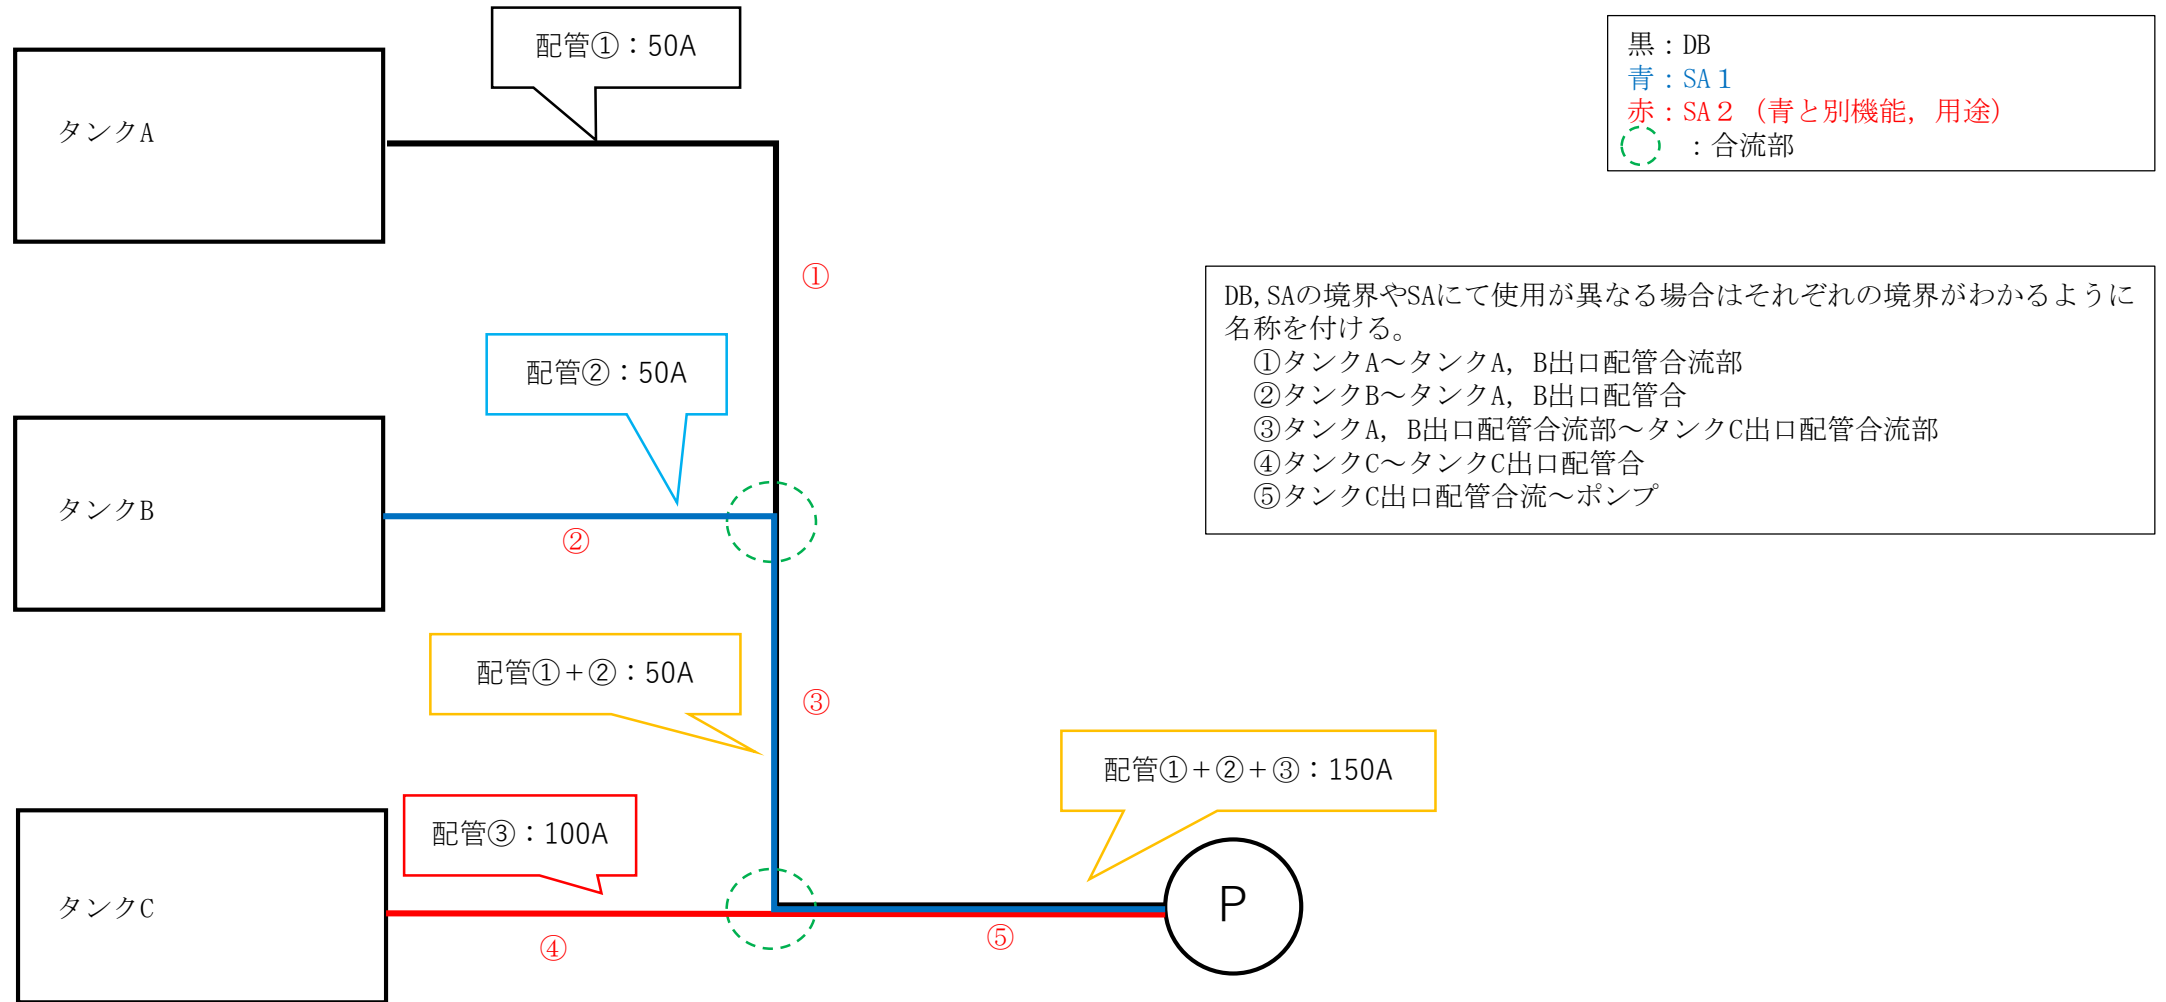 配管①：50A
黒：DB
青：SA１
赤：SA２（青と別機能，用途）
：合流部
タンクA
①
DB,SAの境界やSAにて使用が異なる場合はそれぞれの境界がわかるように
名称を付ける。
①タンクA～タンクA，B出口配管合流部
②タンクB～タンクA，B出口配管合
③タンクA，B出口配管合流部～タンクC出口配管合流部
④タンクC～タンクC出口配管合
⑤タンクC出口配管合流～ポンプ
配管②：50A
タンクB
②
配管①＋②：50A
③
配管①＋②＋③：150A
配管③：100A
タンクC
P
④
⑤